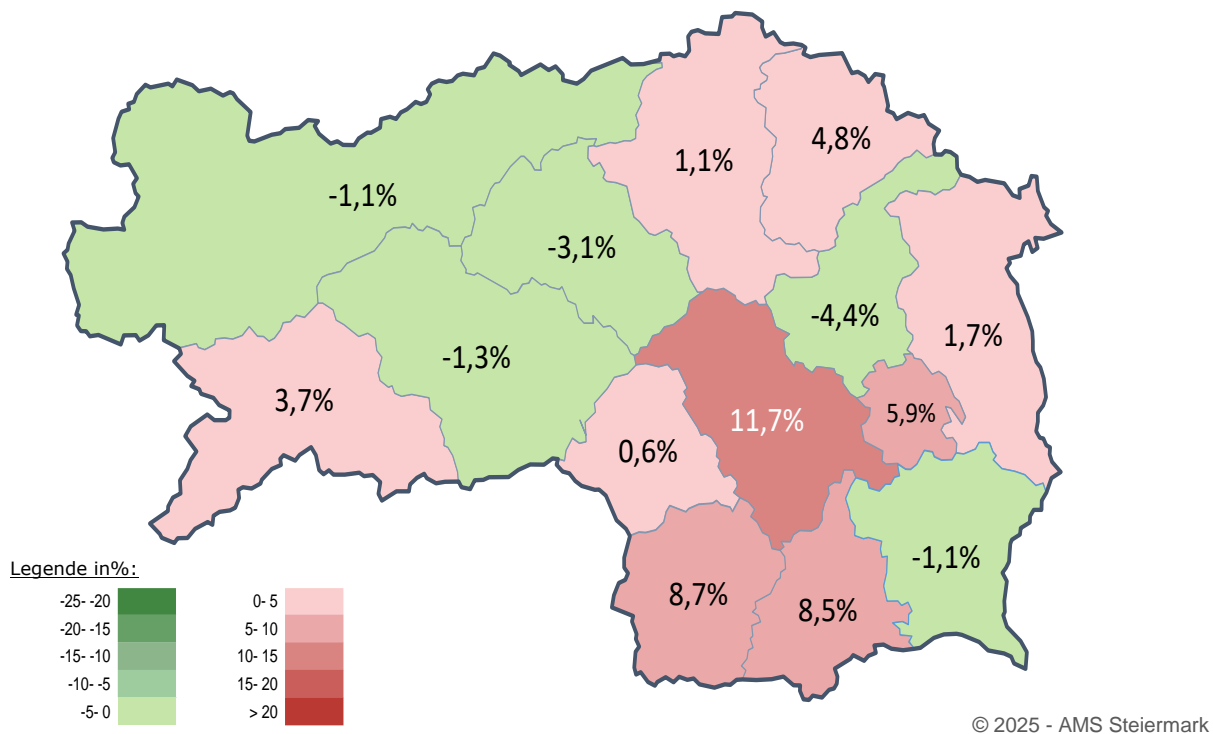 4,8%
1,1%
-1,1%
-3,1%
-4,4%
1,7%
-1,3%
3,7%
5,9%
11,7%
0,6%
-1,1%
8,7%
8,5%
Legende in%:
-25- -20 0- 5
-20- -15 5- 10
-15- -10 10- 15
-10- -5 15- 20
-5- 0 > 20
© 2025 - AMS Steiermark